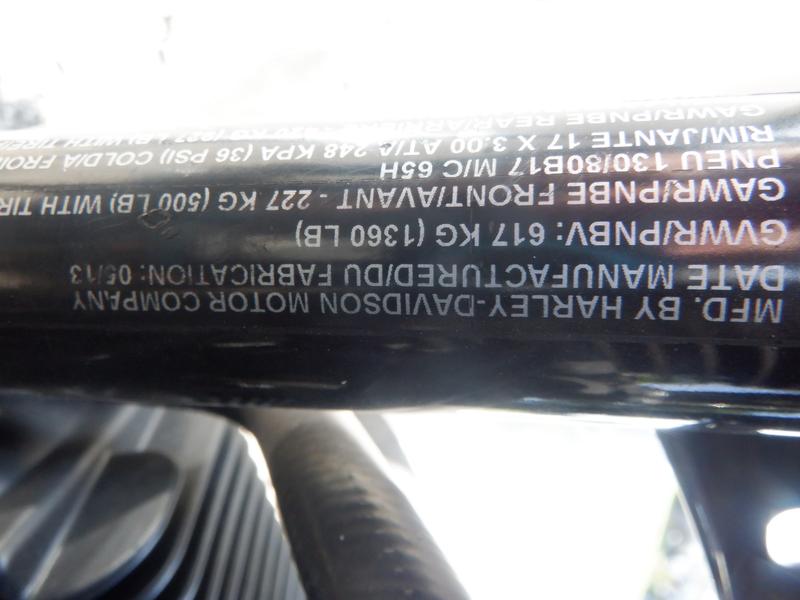 MFD. BY HARLEY-DAVIDSON MOTOR COMPANY
DATE MANUFACTURED/DU FABRICATION: 05/13
GVWR/PNBV: 617 KG (1360 LB)
GAWR/PNBE FRONT/AVANT - 227 KG (500 LB) WITH
PNEU 130/80B17 M/C 65H
RIM/JANTE 17 X 3.00 AT/A 248 KPA (36 PSI) COLD/A
GAWR/PNBE REAR/ARRIERE